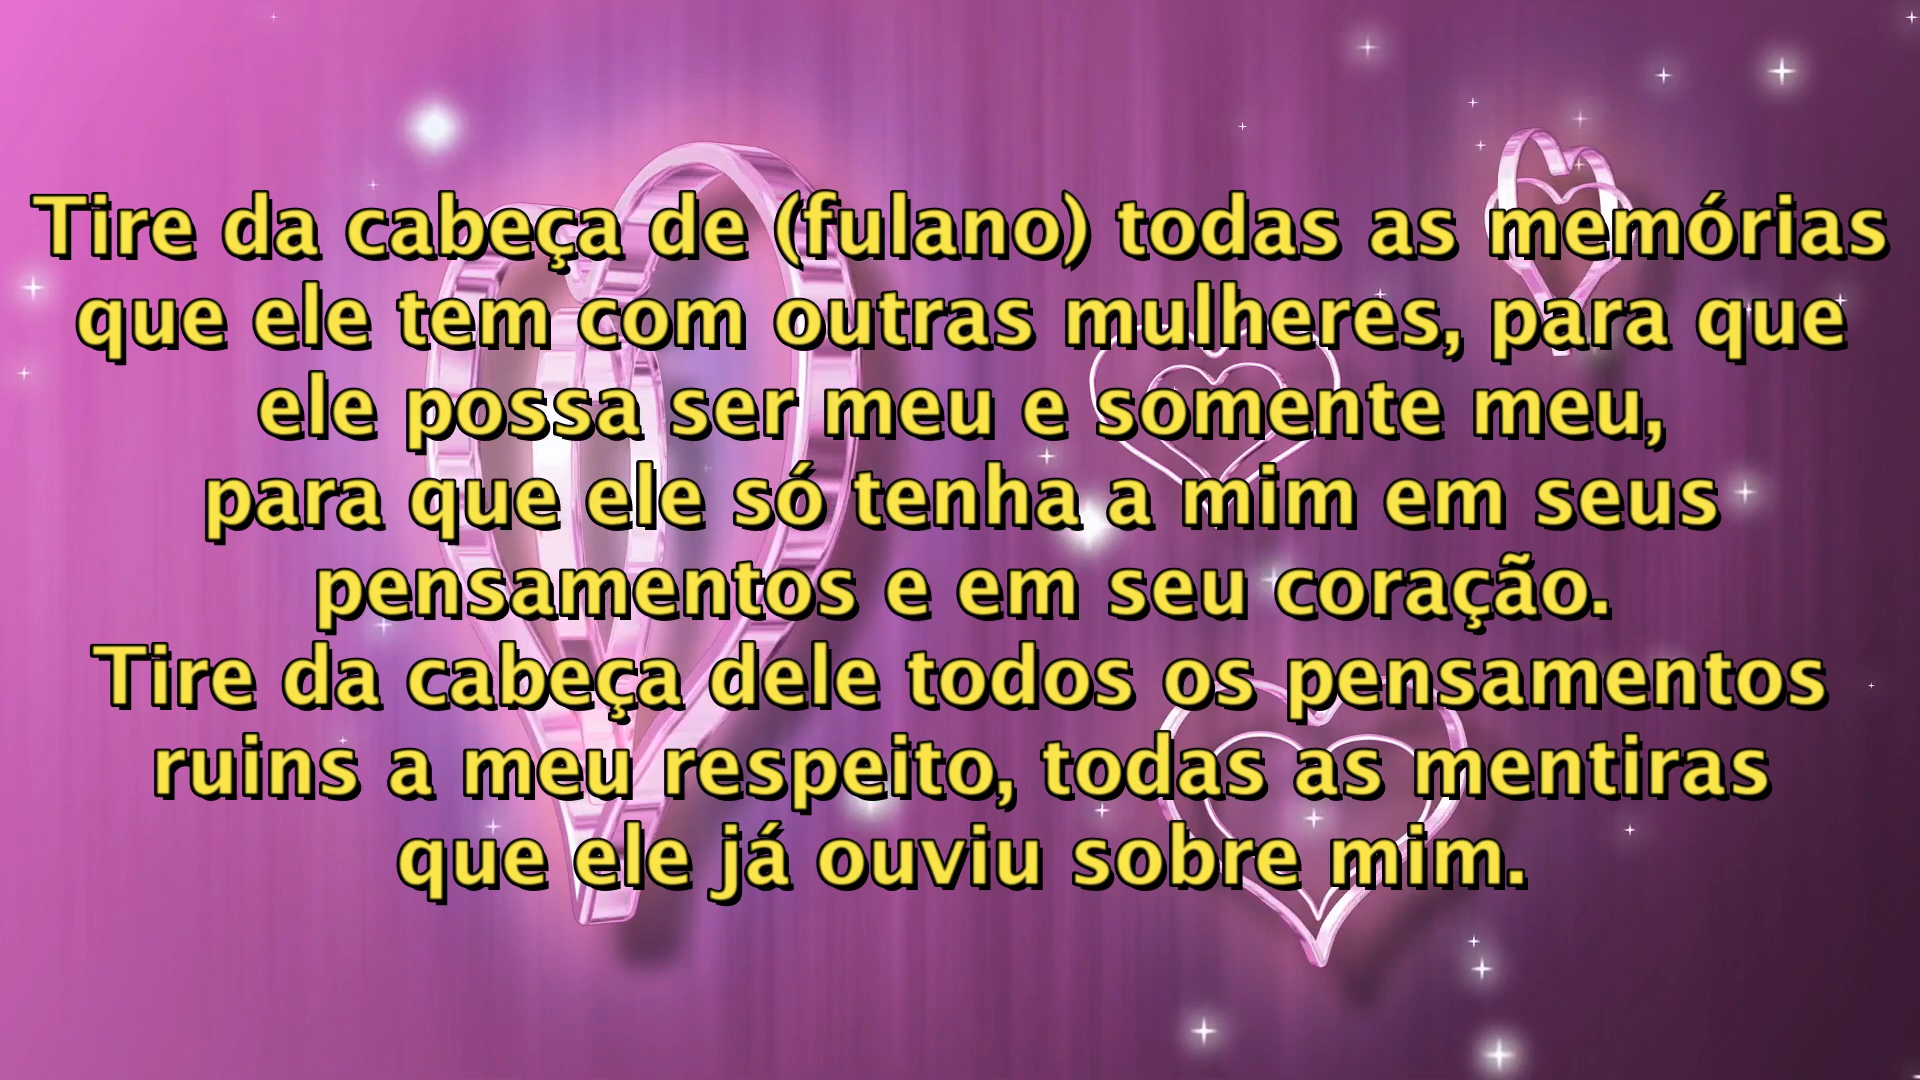 Tire da cabeça de (fulano) todas as memórias
que ele tem com outras mulheres, para que
ele possa ser meu e somente meu,
para que ele só tenha a mim em seus
pensamentos e em seu coração.
Tire da cabeça dele todos os pensamentos
ruins a meu respeito, todas as mentiras
que ele já ouviu sobre mim.